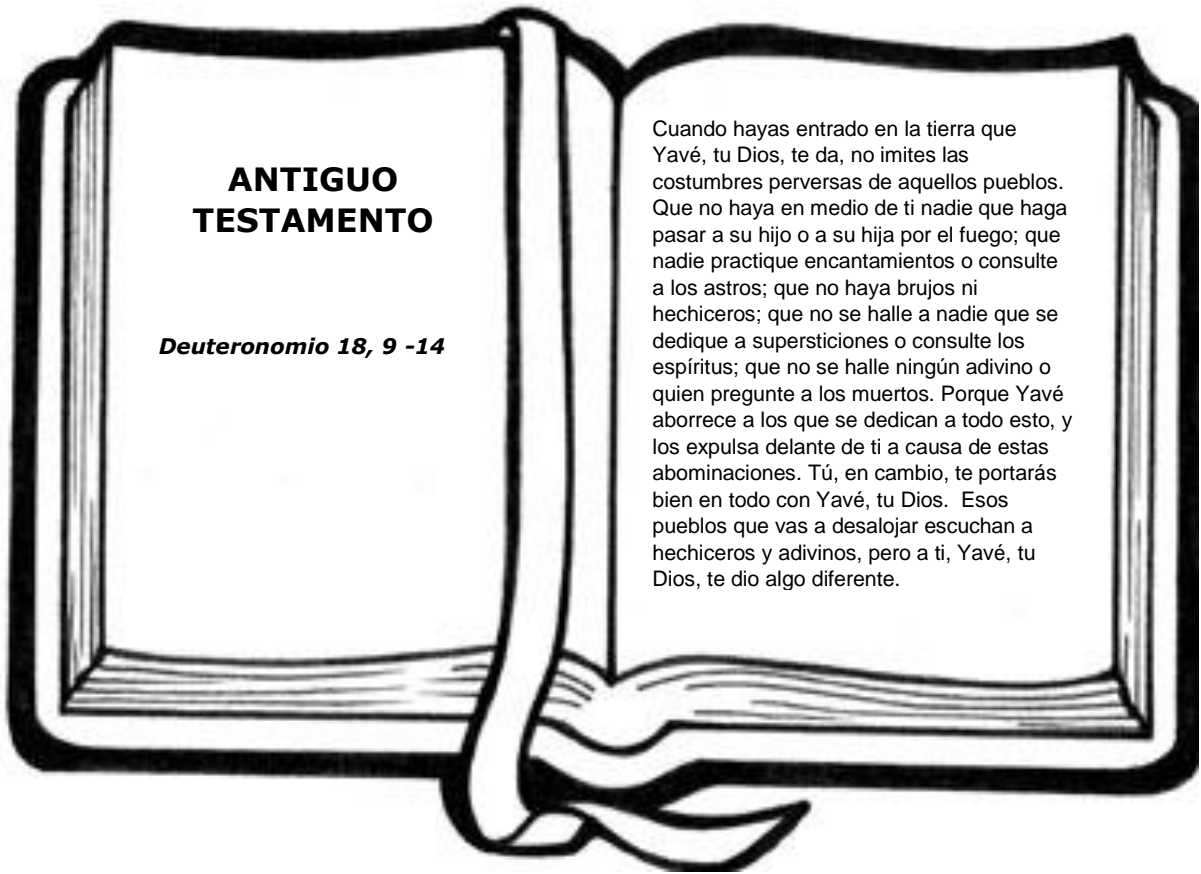 ANTIGUO
TESTAMENTO
Deuteronomio 18, 9 -14
Cuando hayas entrado en la tierra que
Yavé, tu Dios, te da, no imites las
costumbres perversas de aquellos pueblos.
Que no haya en medio de ti nadie que haga
pasar a su hijo o a su hija por el fuego; que
nadie practique encantamientos o consulte
a los astros; que no haya brujos ni
hechiceros; que no se halle a nadie que se
dedique a supersticiones o consulte los
espíritus; que no se halle ningún adivino o
quien pregunte a los muertos. Porque Yavé
aborrece a los que se dedican a todo esto, y
los expulsa delante de ti a causa de estas
abominaciones. Tú, en cambio, te portarás
bien en todo con Yavé, tu Dios.  Esos
pueblos que vas a desalojar escuchan a
hechiceros y adivinos, pero a ti, Yavé, tu
Dios, te dio algo diferente.